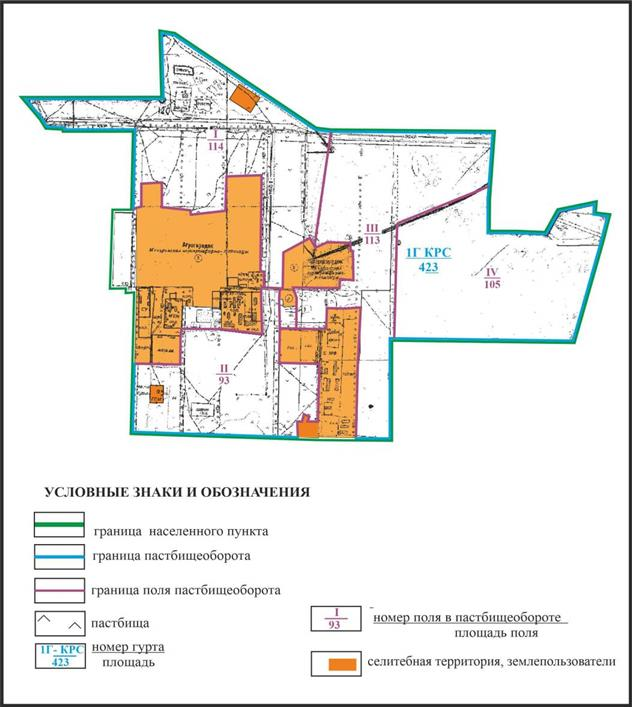 I
114
III
113
1Г КРС
423
IV
105
II
93
УСЛОВНЫЕ ЗНАКИ И ОБОЗНАЧЕНИЯ
граница населенного пункта
граница пастбищеоборота
граница поля пастбищеоборота
пастбища
1Г- КРС
423
номер гурта
площадь
I
93
номер поля в пастбищеобороте
площадь поля
селитебная территория, землепользователи